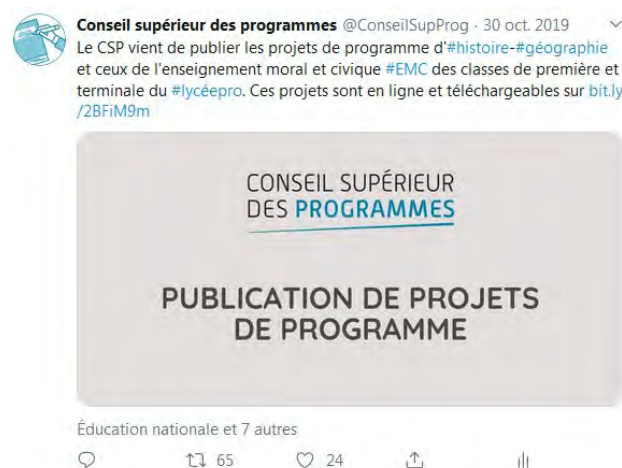 Conseil supérieur des programmes @ConseilSupProg · 30 oct. 2019
Le CSP vient de publier les projets de programme d'#histoire-#géographie
et ceux de l'enseignement moral et civique #EMC des classes de première et
terminale du #lycéepro. Ces projets sont en ligne et téléchargeables sur bit.ly
/2BFiM9m
CONSEIL SUPÉRIEUR
DES PROGRAMMES
PUBLICATION DE PROJETS
DE PROGRAMME
Éducation nationale et 7 autres
65 24